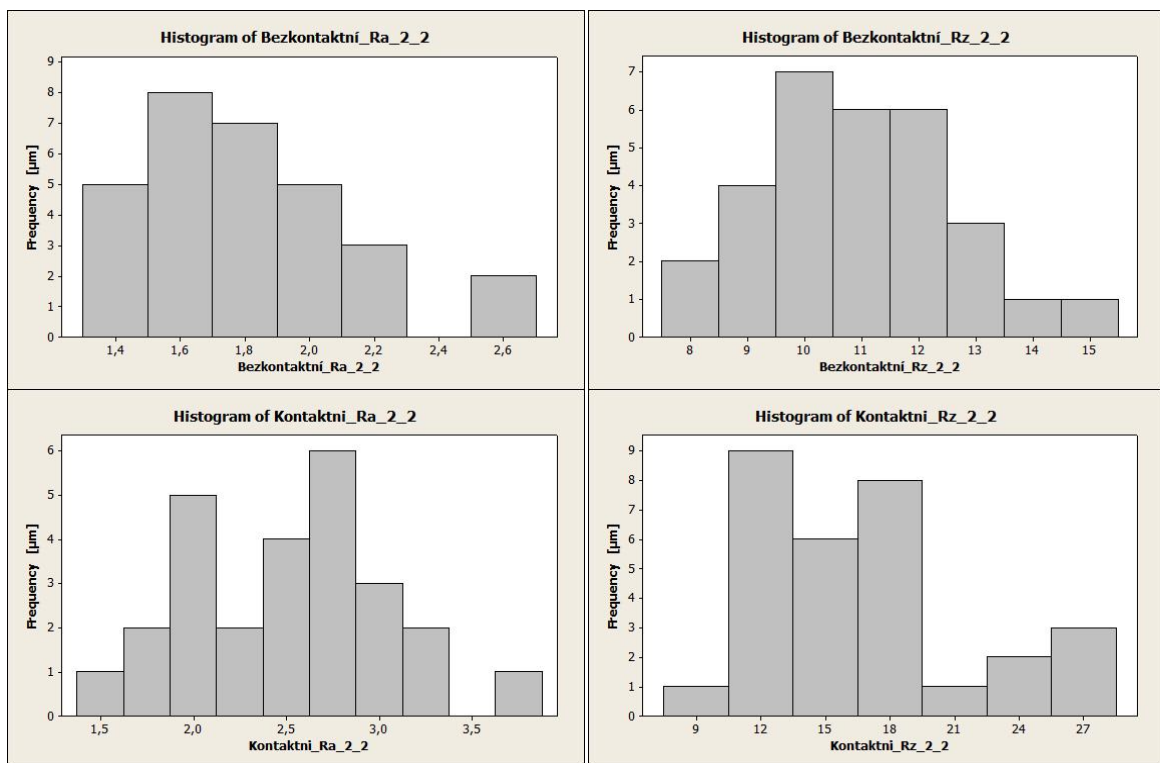 Histogram of Bezkontaktní_Ra_2_2
9
8
7
6
5
4
3
2
1
0
Frequency [µm]
1,4 1,6 1,8 2,0 2,2 2,4 2,6
Bezkontaktní_Ra_2_2
Histogram of Bezkontaktní_Rz_2_2
7
6
5
4
3
2
1
0
Frequency [µm]
8 9 10 11 12 13 14 15
Bezkontaktní_Rz_2_2
Histogram of Kontaktni_Ra_2_2
6
5
4
3
2
1
0
Frequency [µm]
1,5 2,0 2,5 3,0 3,5
Kontaktni_Ra_2_2
Histogram of Kontaktni_Rz_2_2
9
8
7
6
5
4
3
2
1
0
Frequency [µm]
9 12 15 18 21 24 27
Kontaktni_Rz_2_2